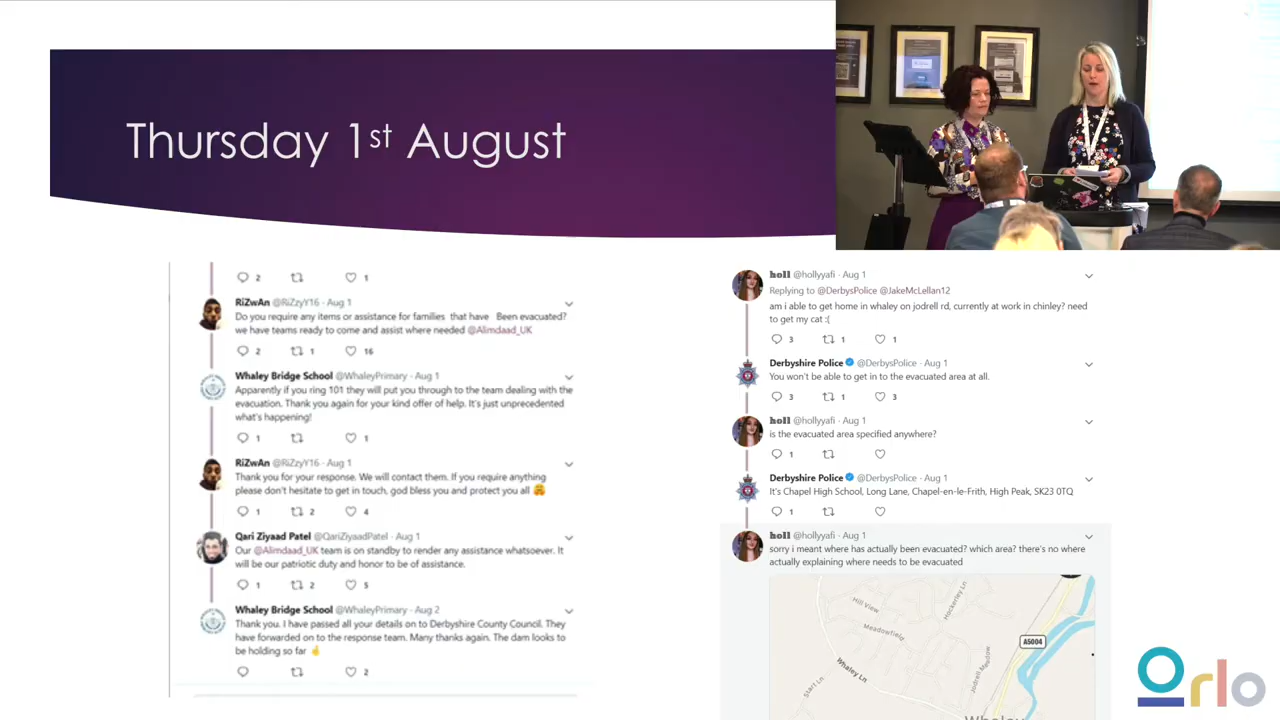 Thursday 1st August
2 1
RiZwAn @RiZzyY16 · Aug 1
Do you require any items or assistance for families that have Been evacuated?
we have teams ready to come and assist where needed @Alimdaad_UK
2 1 16
Whaley Bridge School @WhaleyPrimary · Aug 1
Apparently if you ring 101 they will put you through to the team dealing with the
evacuation. Thank you again for your kind offer of help. It's just unprecedented
what's happening!
1 1
RiZwAn @RiZzyY16 · Aug 1
Thank you for your response. We will contact them. If you require anything
please don't hesitate to get in touch, god bless you and protect you all 🤗
1 2 4
Qari Ziyaad Patel @QariZiyaadPatel · Aug 1
Our @Alimdaad_UK team is on standby to render any assistance whatsoever. It
will be our patriotic duty and honor to be of assistance.
1 2 5
Whaley Bridge School @WhaleyPrimary · Aug 2
Thank you. I have passed all your details on to Derbyshire County Council. They
have forwarded on to the response team. Many thanks again. The dam looks to
be holding so far 🤞
2
holl @hollyyafi · Aug 1
Replying to @DerbysPolice @JakeMcLellan12
am i able to get home in whaley on jodrell rd, currently at work in chinley? need
to get my cat :(
3 1 1
Derbyshire Police @DerbysPolice · Aug 1
You won't be able to get in to the evacuated area at all.
3 1 3
holl @hollyyafi · Aug 1
is the evacuated area specified anywhere?
1
Derbyshire Police @DerbysPolice · Aug 1
It's Chapel High School, Long Lane, Chapel-en-le-Frith, High Peak, SK23 0TQ
1
holl @hollyyafi · Aug 1
sorry i meant where has actually been evacuated? which area? there's no where
actually explaining where needs to be evacuated
Hill View
Hockerley Ln
Meadowfield
A5004
Whaley Ln
Jodrell Meadow
Start Ln
Whaley
orlo